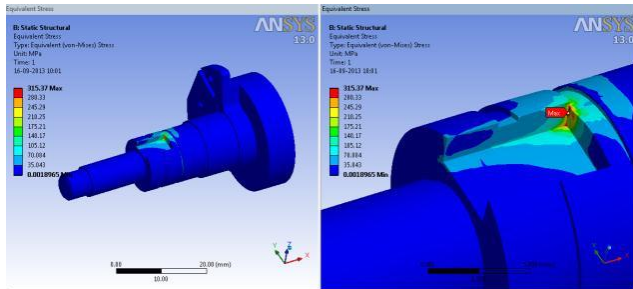 Equivalent Stress
B: Static Structural
Equivalent Stress
Type: Equivalent (von-Mises) Stress
Unit: MPa
Time: 1
16-09-2013 10:01
315.37 Max
280.33
245.29
210.25
175.21
140.17
105.12
70.084
35.043
0.0018965 Min
ANSYS
13.0
0.00
20.00 (mm)
10.00
Y
Z
X
Equivalent Stress
B: Static Structural
Equivalent Stress
Type: Equivalent (von-Mises) Stress
Unit: MPa
Time: 1
16-09-2013 10:01
315.37 Max
280.33
245.29
210.25
175.21
140.17
105.12
70.084
35.043
0.0018965 Min
ANSYS
13.0
Max
10.00
Y
X